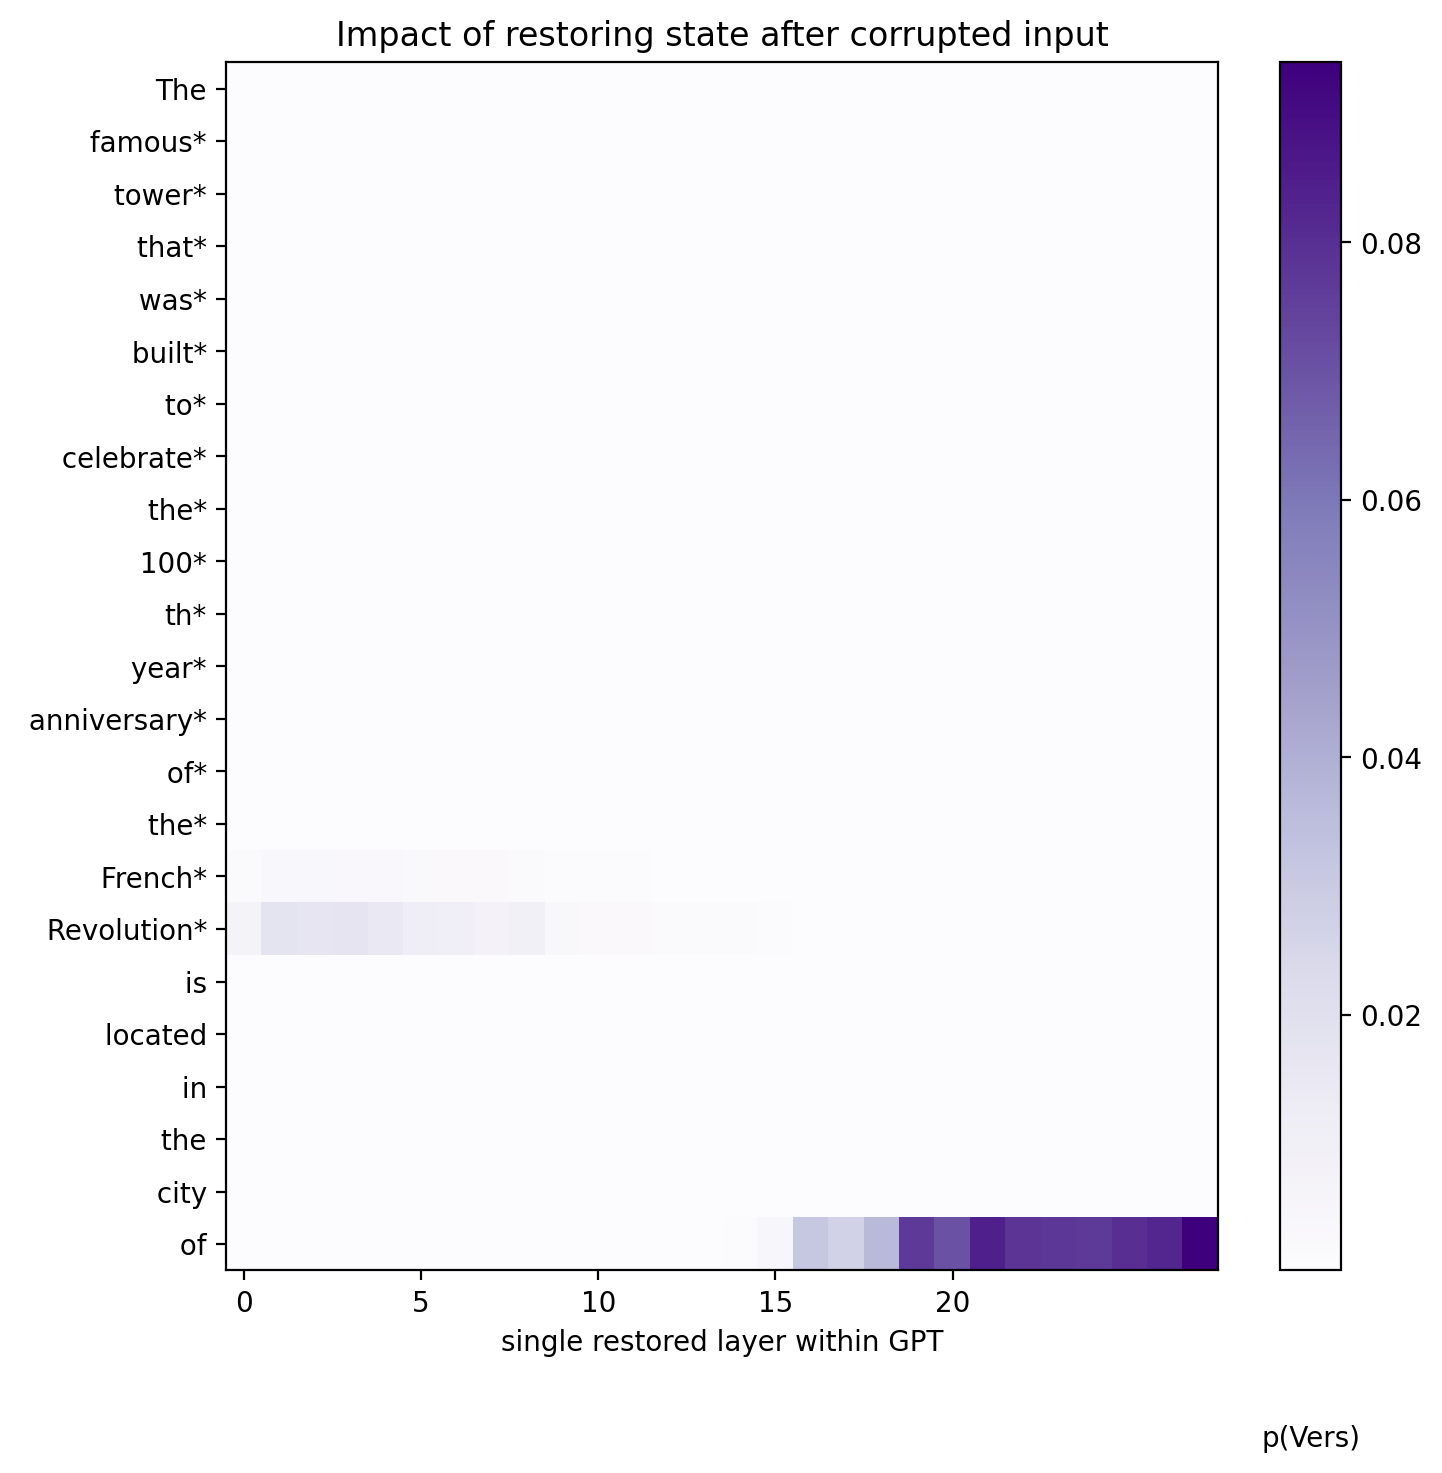 Impact of restoring state after corrupted input
The
famous*
tower*
that*
was*
built*
to*
celebrate*
the*
100*
th*
year*
anniversary*
of*
the*
French*
Revolution*
is
located
in
the
city
of
0 5 10 15 20
single restored layer within GPT
0.08
0.06
0.04
0.02
p(Vers)